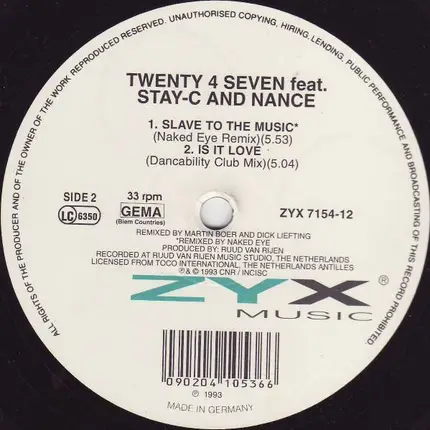 ALL RIGHTS OF THE PRODUCER AND OF THE OWNER OF THE WORK REPRODUCED RESERVED. UNAUTHORISED COPYING, HIRING, LENDING, PUBLIC PERFORMANCE AND BROADCASTING OF THIS RECORD PROHIBITED.
TWENTY 4 SEVEN feat.
STAY-C AND NANCE
1. SLAVE TO THE MUSIC*
(Naked Eye Remix)(5.53)
2. IS IT LOVE
(Dancability Club Mix)(5.04)
SIDE 2
33 rpm
LC 6350
GEMA
(Biem Countries)
ZYX 7154-12
REMIXED BY MARTIN BOER AND DICK LIEFTING
*REMIXED BY NAKED EYE
PRODUCED BY: RUUD VAN RIJEN
RECORDED AT RUUD VAN RIJEN MUSIC STUDIO, THE NETHERLANDS
LICENSED FROM TOCO INTERNATIONAL, THE NETHERLANDS ANTILLES
℗&© 1993 CNR / INCISC
ZYX®
MUSIC
090204105366
℗ 1993
MADE IN GERMANY